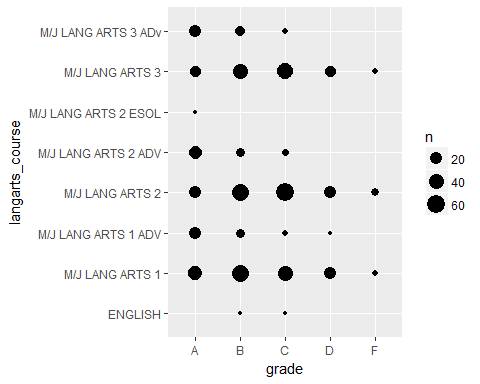 langarts_course
M/J LANG ARTS 3 ADv
M/J LANG ARTS 3
M/J LANG ARTS 2 ESOL
M/J LANG ARTS 2 ADV
M/J LANG ARTS 2
M/J LANG ARTS 1 ADV
M/J LANG ARTS 1
ENGLISH
A B C D F
grade
n
20
40
60